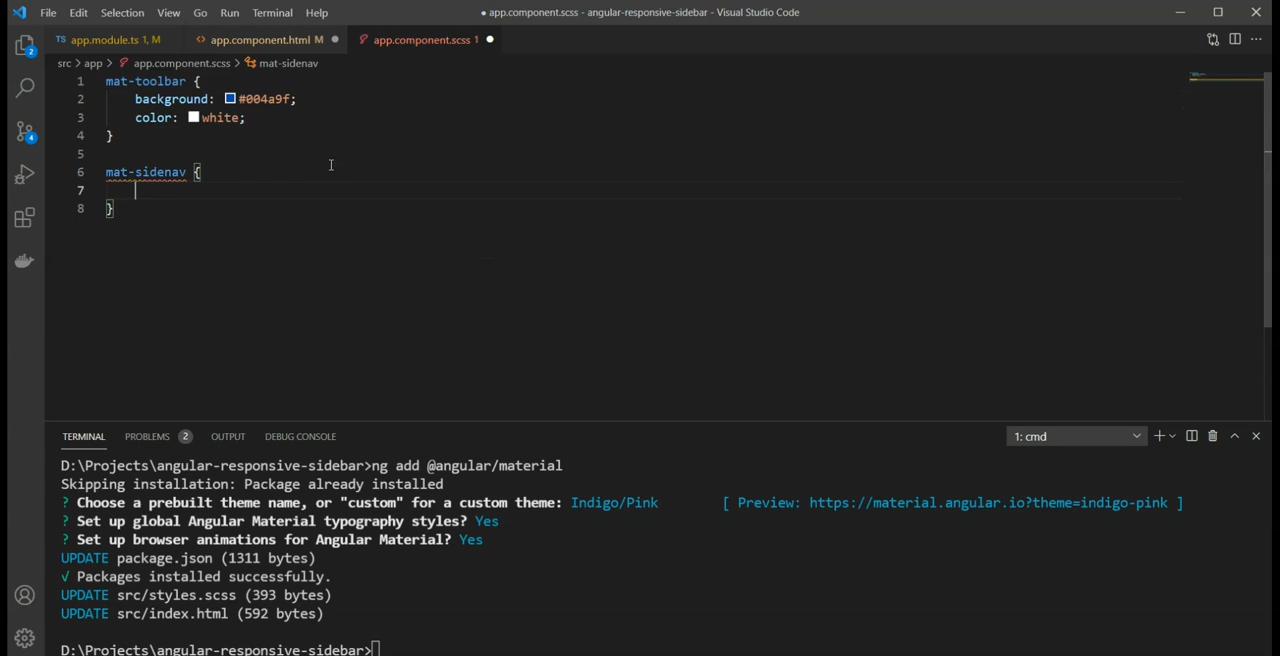 File Edit Selection View Go Run Terminal Help ● app.component.scss - angular-responsive-sidebar - Visual Studio Code
TS app.module.ts 1, M <> app.component.html M ● app.component.scss 1 ●
src > app > app.component.scss > mat-sidenav
1 mat-toolbar {
2 background: #004a9f;
3 color: white;
4 }
5
6 mat-sidenav {
7
8 }
2
4
TERMINAL PROBLEMS 2 OUTPUT DEBUG CONSOLE 1: cmd
D:\Projects\angular-responsive-sidebar>ng add @angular/material
Skipping installation: Package already installed
? Choose a prebuilt theme name, or "custom" for a custom theme: Indigo/Pink [ Preview: https://material.angular.io?theme=indigo-pink ]
? Set up global Angular Material typography styles? Yes
? Set up browser animations for Angular Material? Yes
UPDATE package.json (1311 bytes)
√ Packages installed successfully.
UPDATE src/styles.scss (393 bytes)
UPDATE src/index.html (592 bytes)
D:\Projects\angular-responsive-sidebar>